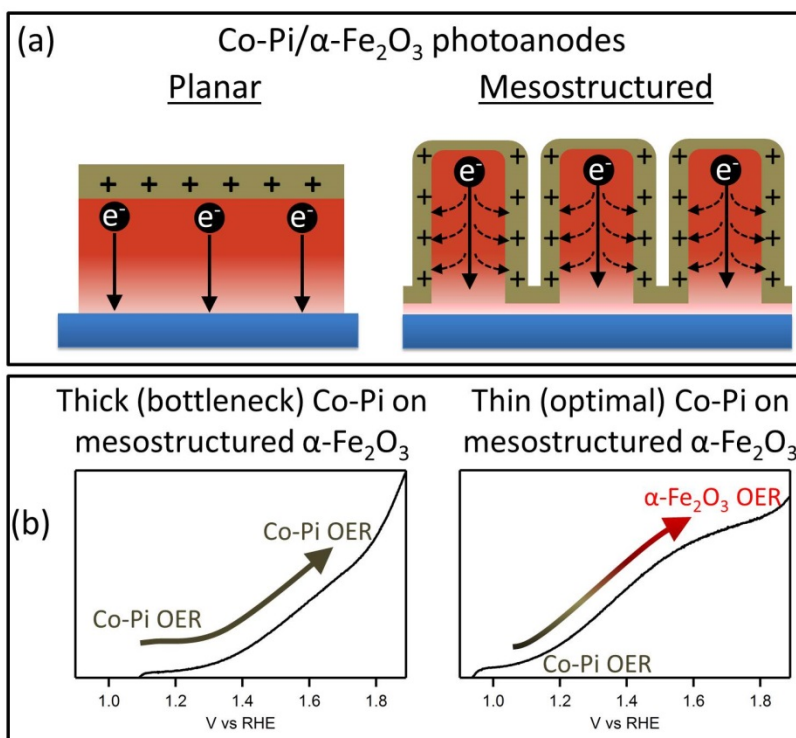 (a)
Co-Pi/α-Fe₂O₃ photoanodes
Planar
Mesostructured
+ + + + + +
e⁻ e⁻ e⁻
+ + + + + +
e⁻ e⁻ e⁻
+ + + + + +
+ + + + + +
+ + + + + +
(b)
Thick (bottleneck) Co-Pi on
mesostructured α-Fe₂O₃
Co-Pi OER
Co-Pi OER
1.0 1.2 1.4 1.6 1.8
V vs RHE
Thin (optimal) Co-Pi on
mesostructured α-Fe₂O₃
α-Fe₂O₃ OER
Co-Pi OER
1.0 1.2 1.4 1.6 1.8
V vs RHE